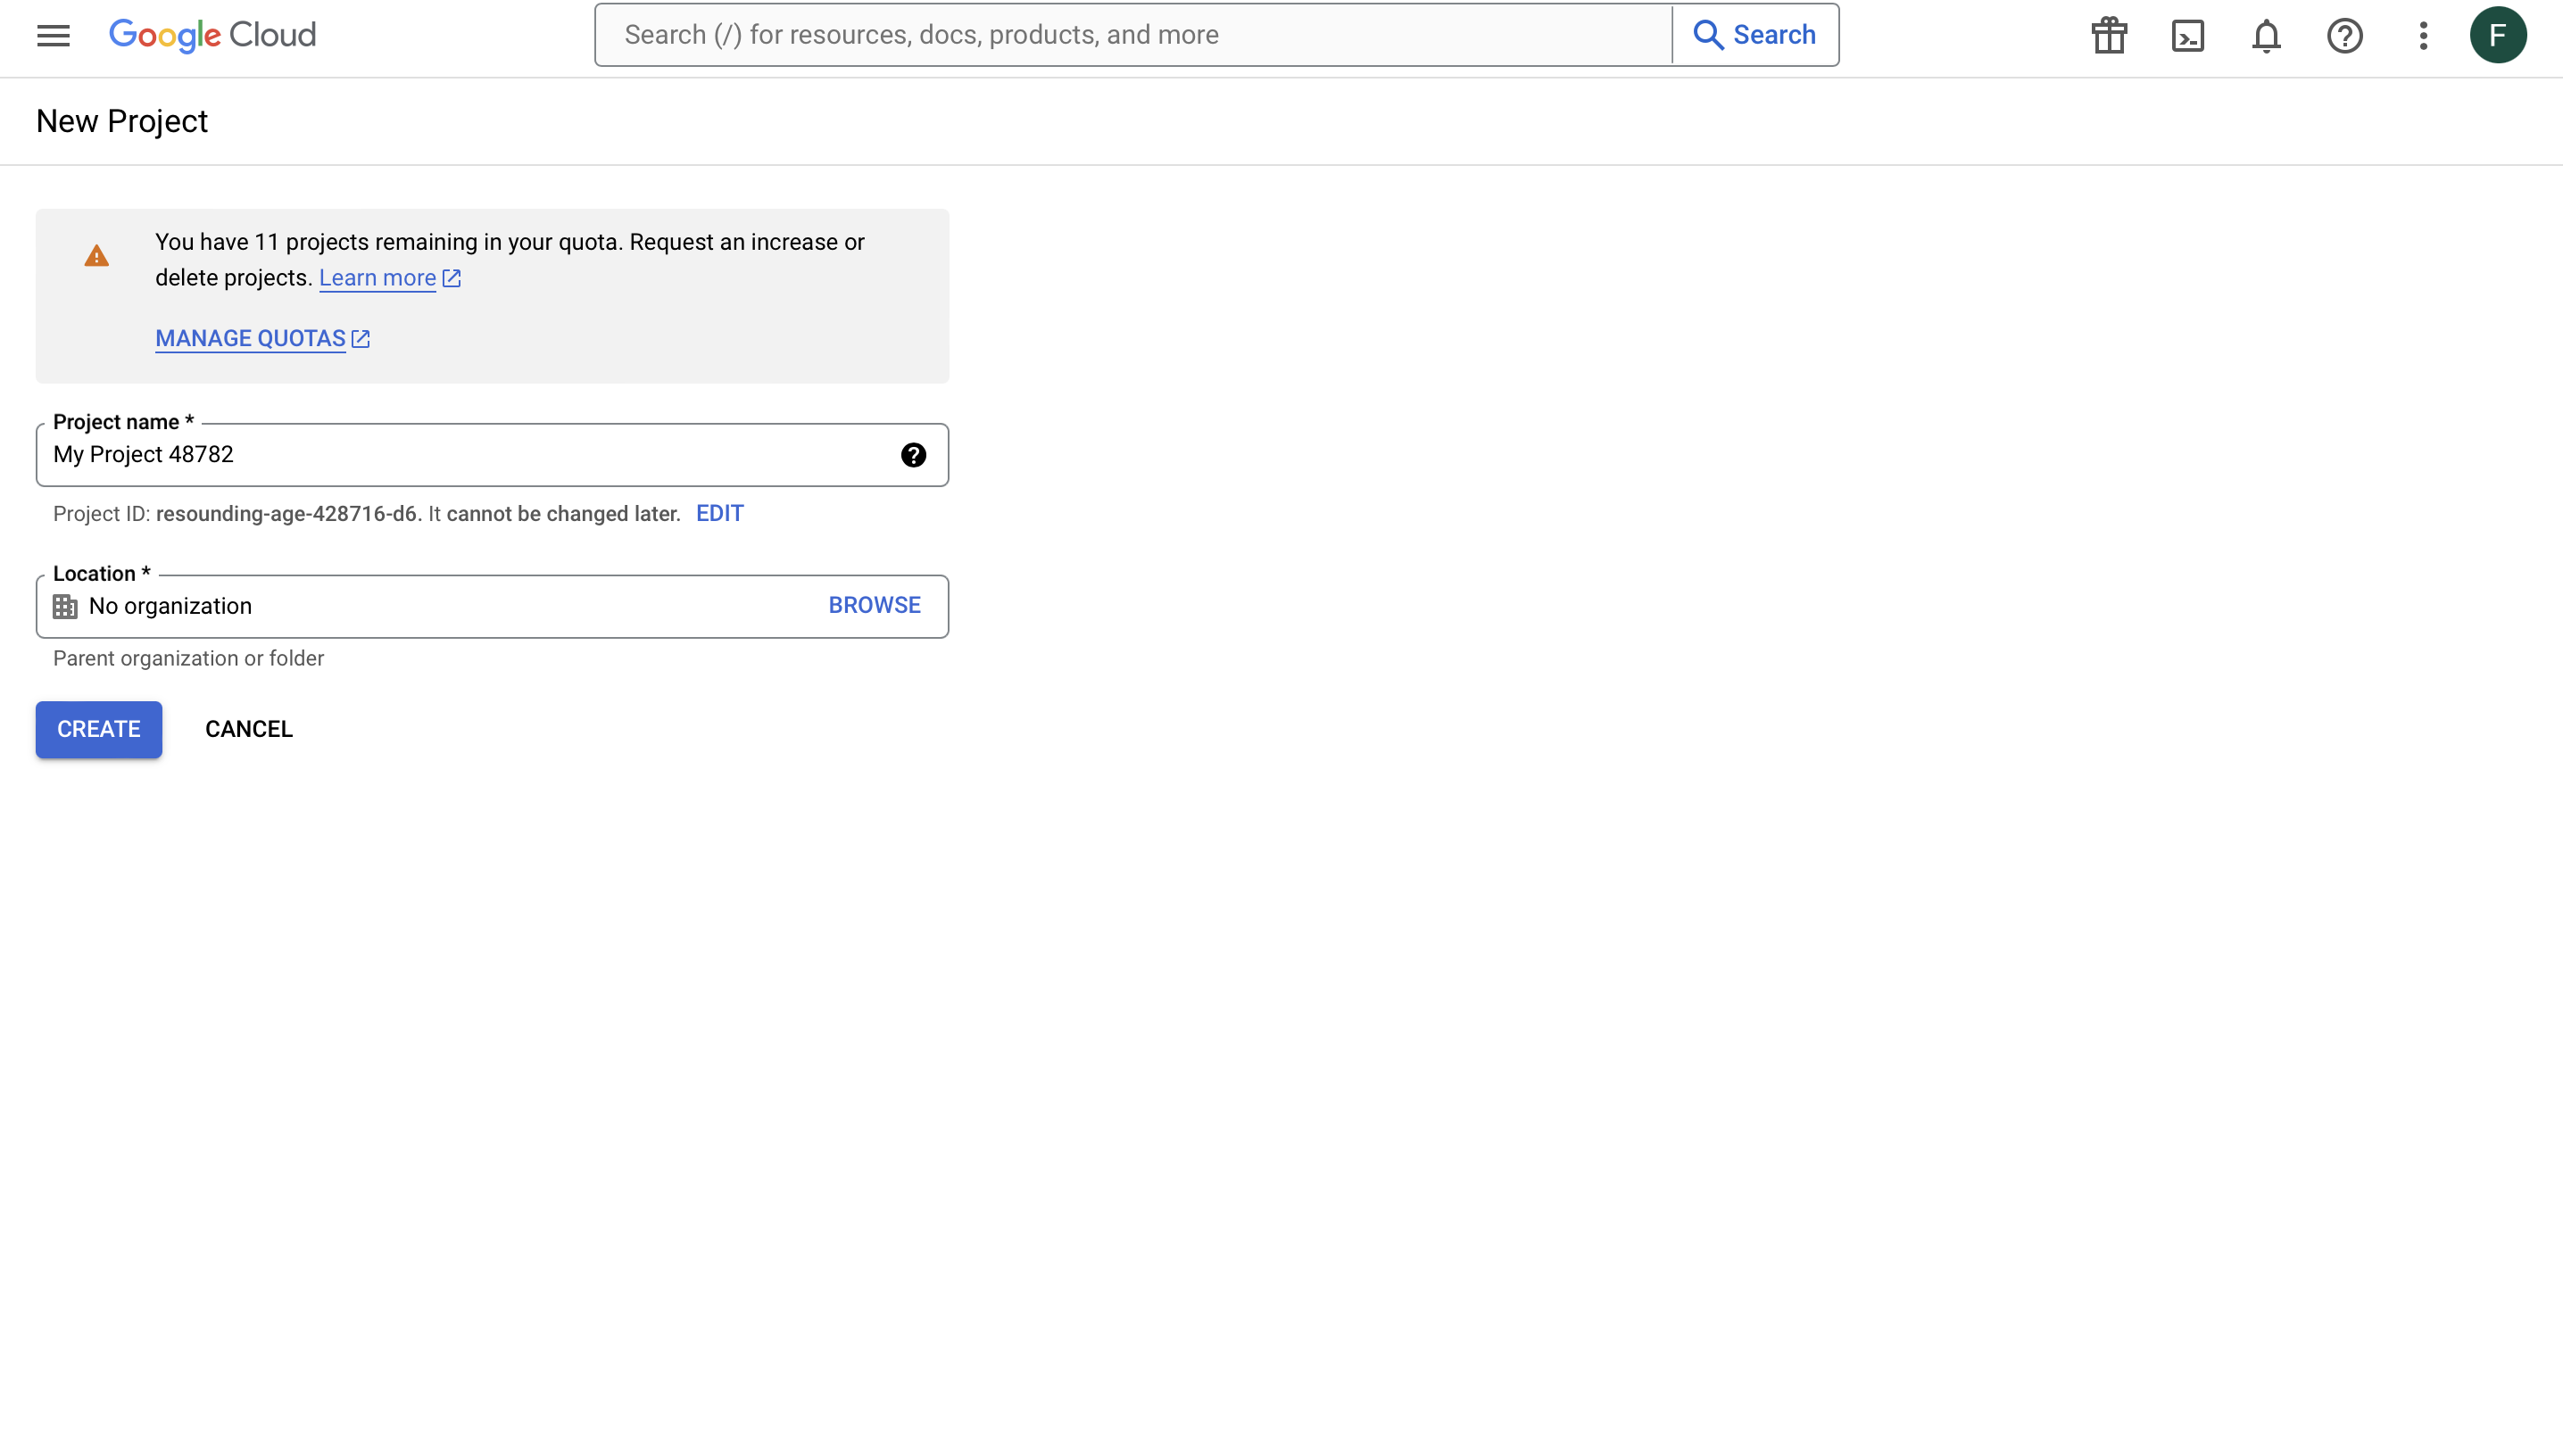 Google Cloud
Search (/) for resources, docs, products, and more
Search
F
New Project
You have 11 projects remaining in your quota. Request an increase or
delete projects. Learn more
MANAGE QUOTAS
Project name *
My Project 48782
Project ID: resounding-age-428716-d6. It cannot be changed later. EDIT
Location *
No organization
BROWSE
Parent organization or folder
CREATE
CANCEL